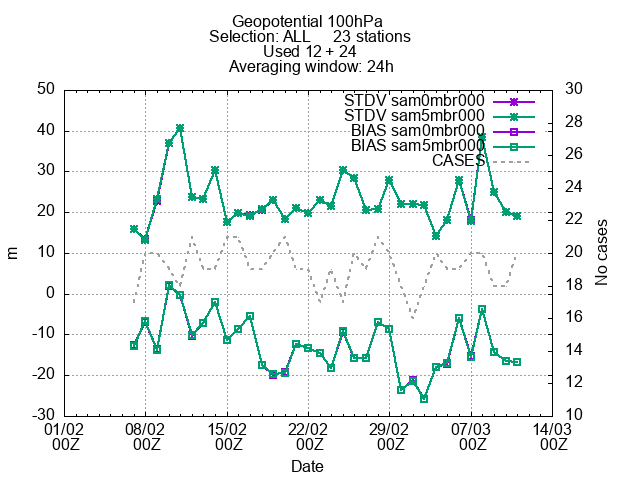 Geopotential 100hPa
Selection: ALL 23 stations
Used 12 + 24
Averaging window: 24h
STDV sam0mbr000
STDV sam5mbr000
BIAS sam0mbr000
BIAS sam5mbr000
CASES
50
40
30
20
10
0
-10
-20
-30
m
30
28
26
24
22
20
18
16
14
12
10
No cases
01/02 08/02 15/02 22/02 29/02 07/03 14/03
00Z 00Z 00Z 00Z 00Z 00Z 00Z
Date